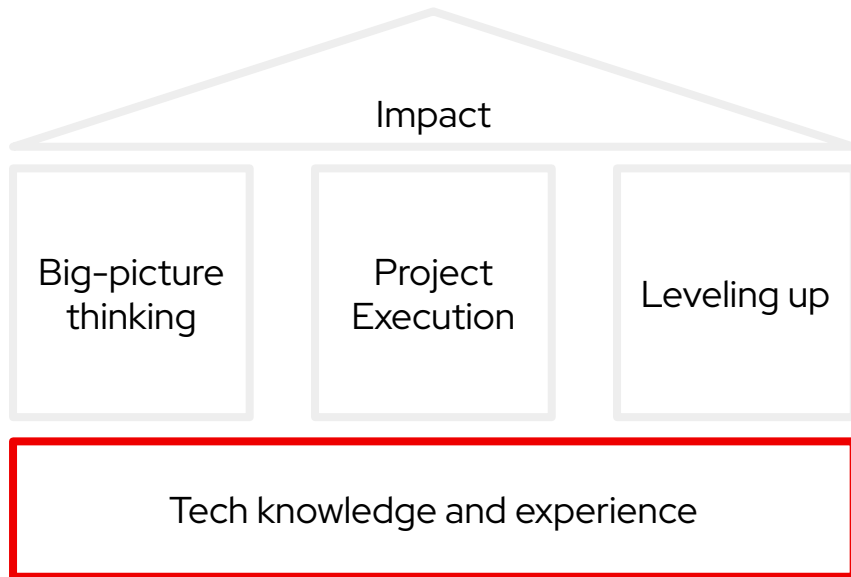 Impact
Big-picture
thinking
Project
Execution
Leveling up
Tech knowledge and experience